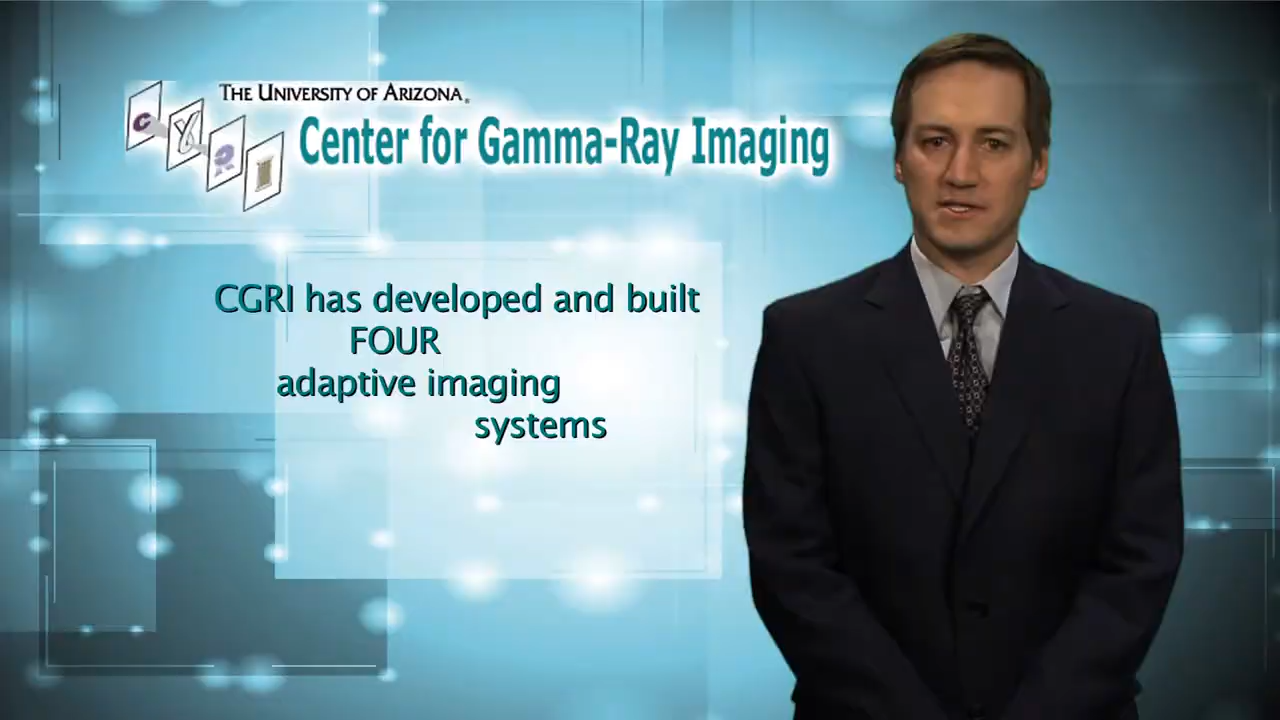 THE UNIVERSITY OF ARIZONA®
Center for Gamma-Ray Imaging
C γ R I
CGRI has developed and built
FOUR
adaptive imaging
systems